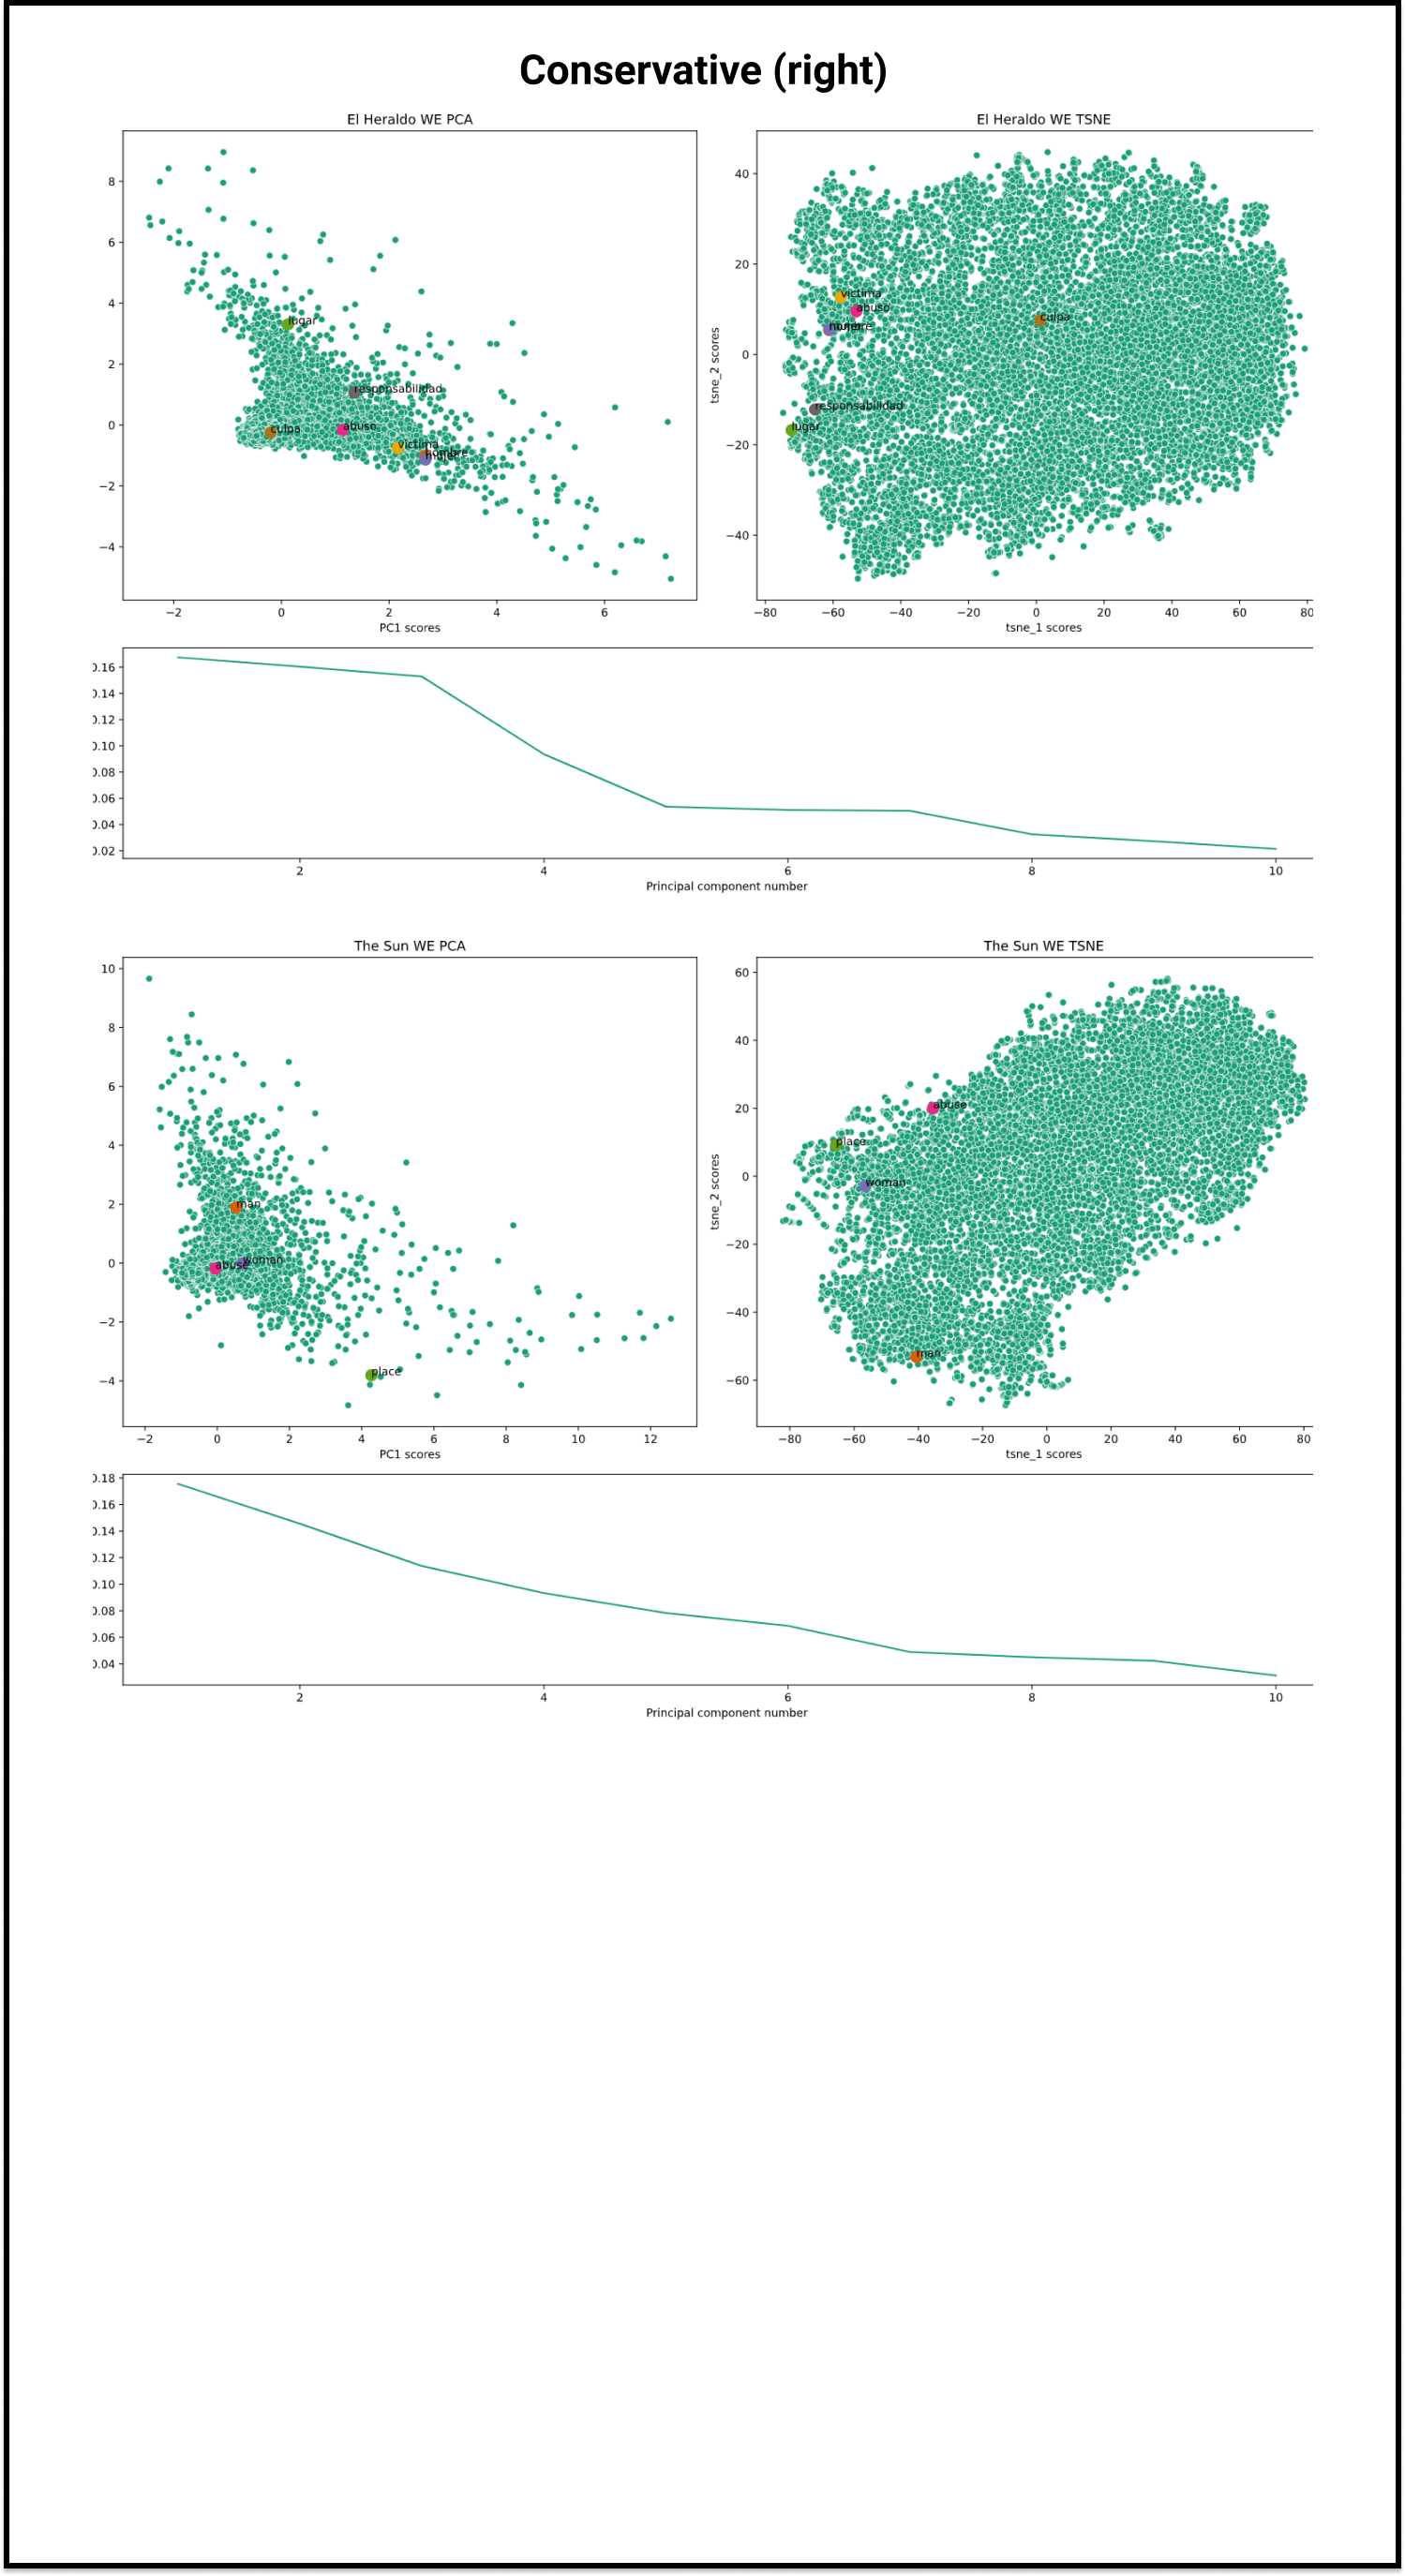 Conservative (right)
El Heraldo WE PCA
8
6
4
2
0
−2
−4
−2
0
2
4
6
PC1 scores
lugar
responsabilidad
culpa
abuso
victima
hombre
mujer
El Heraldo WE TSNE
tsne_2 scores
40
20
0
−20
−40
−80
−60
−40
−20
0
20
40
60
80
tsne_1 scores
victima
abuso
culpa
hombre
mujer
responsabilidad
lugar
0.16
0.14
0.12
0.10
0.08
0.06
0.04
0.02
2
4
6
8
10
Principal component number
The Sun WE PCA
10
8
6
4
2
0
−2
−4
−2
0
2
4
6
8
10
12
PC1 scores
man
woman
abuse
place
The Sun WE TSNE
tsne_2 scores
60
40
20
0
−20
−40
−60
−80
−60
−40
−20
0
20
40
60
80
tsne_1 scores
abuse
place
woman
man
0.18
0.16
0.14
0.12
0.10
0.08
0.06
0.04
2
4
6
8
10
Principal component number